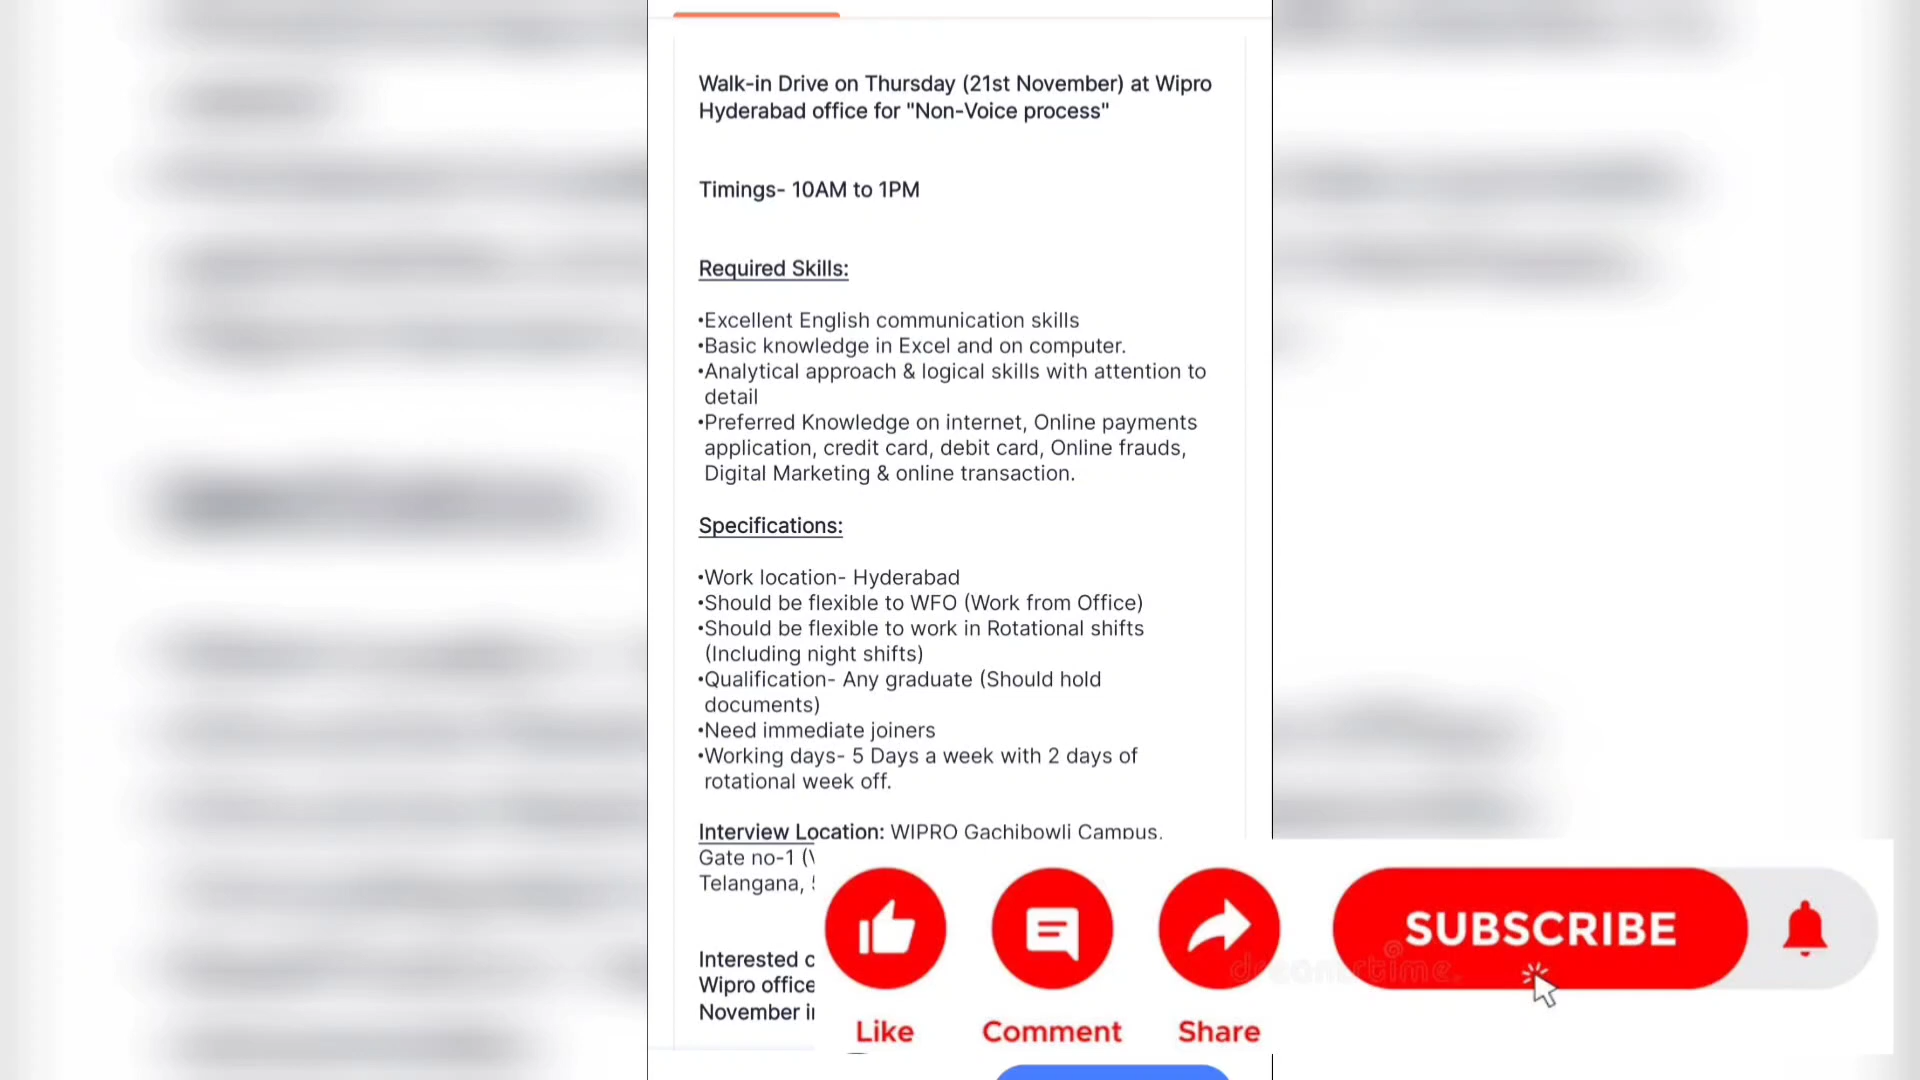 Walk-in Drive on Thursday (21st November) at Wipro
Hyderabad office for "Non-Voice process"
Timings- 10AM to 1PM
Required Skills:
•Excellent English communication skills
•Basic knowledge in Excel and on computer.
•Analytical approach & logical skills with attention to
detail
•Preferred Knowledge on internet, Online payments
application, credit card, debit card, Online frauds,
Digital Marketing & online transaction.
Specifications:
•Work location- Hyderabad
•Should be flexible to WFO (Work from Office)
•Should be flexible to work in Rotational shifts
(Including night shifts)
•Qualification- Any graduate (Should hold
documents)
•Need immediate joiners
•Working days- 5 Days a week with 2 days of
rotational week off.
Interview Location: WIPRO Gachibowli Campus,
Gate no-1
Telangana,
Interested
Wipro office
November
Like
Comment
Share
SUBSCRIBE
dreamstime.